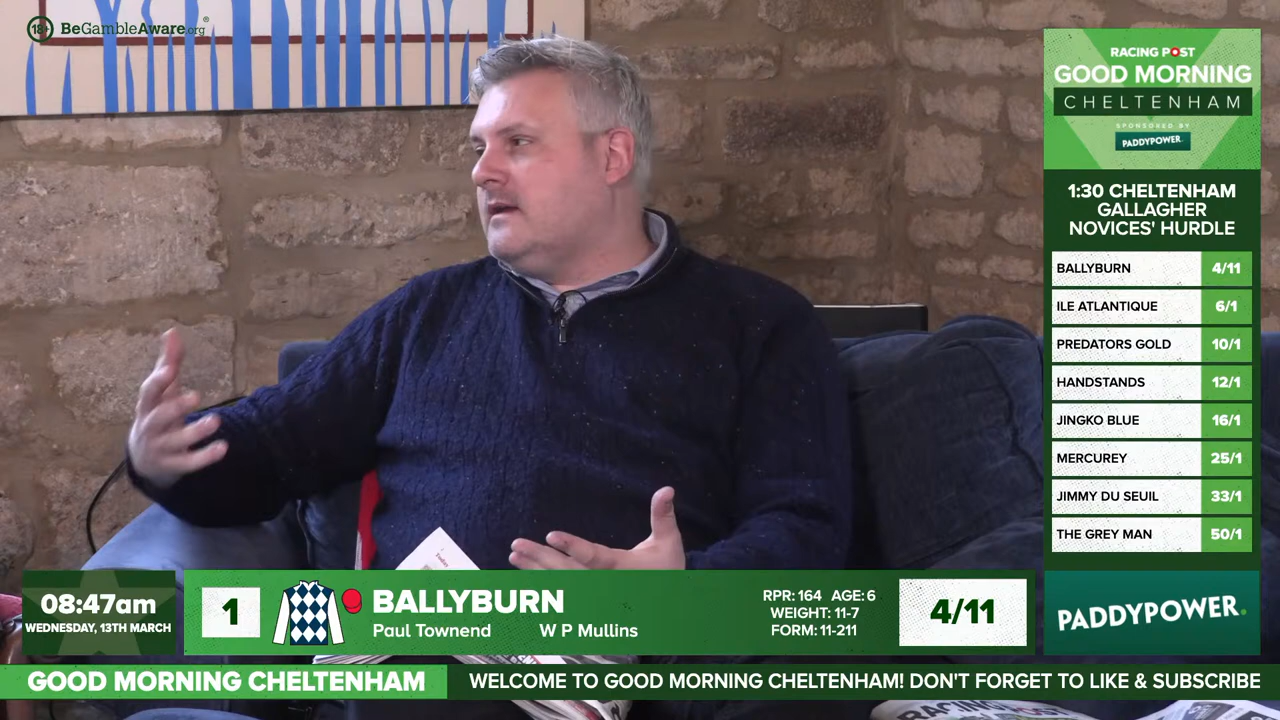 18+ BeGambleAware.org®
RACING POST
GOOD MORNING
CHELTENHAM
SPONSORED BY
PADDYPOWER.
1:30 CHELTENHAM
GALLAGHER
NOVICES' HURDLE
BALLYBURN 4/11
ILE ATLANTIQUE 6/1
PREDATORS GOLD 10/1
HANDSTANDS 12/1
JINGKO BLUE 16/1
MERCUREY 25/1
JIMMY DU SEUIL 33/1
THE GREY MAN 50/1
08:47am
WEDNESDAY, 13TH MARCH
1
BALLYBURN
Paul Townend W P Mullins
RPR: 164 AGE: 6
WEIGHT: 11-7
FORM: 11-211
4/11
PADDYPOWER.
GOOD MORNING CHELTENHAM
WELCOME TO GOOD MORNING CHELTENHAM! DON'T FORGET TO LIKE & SUBSCRIBE
RACING